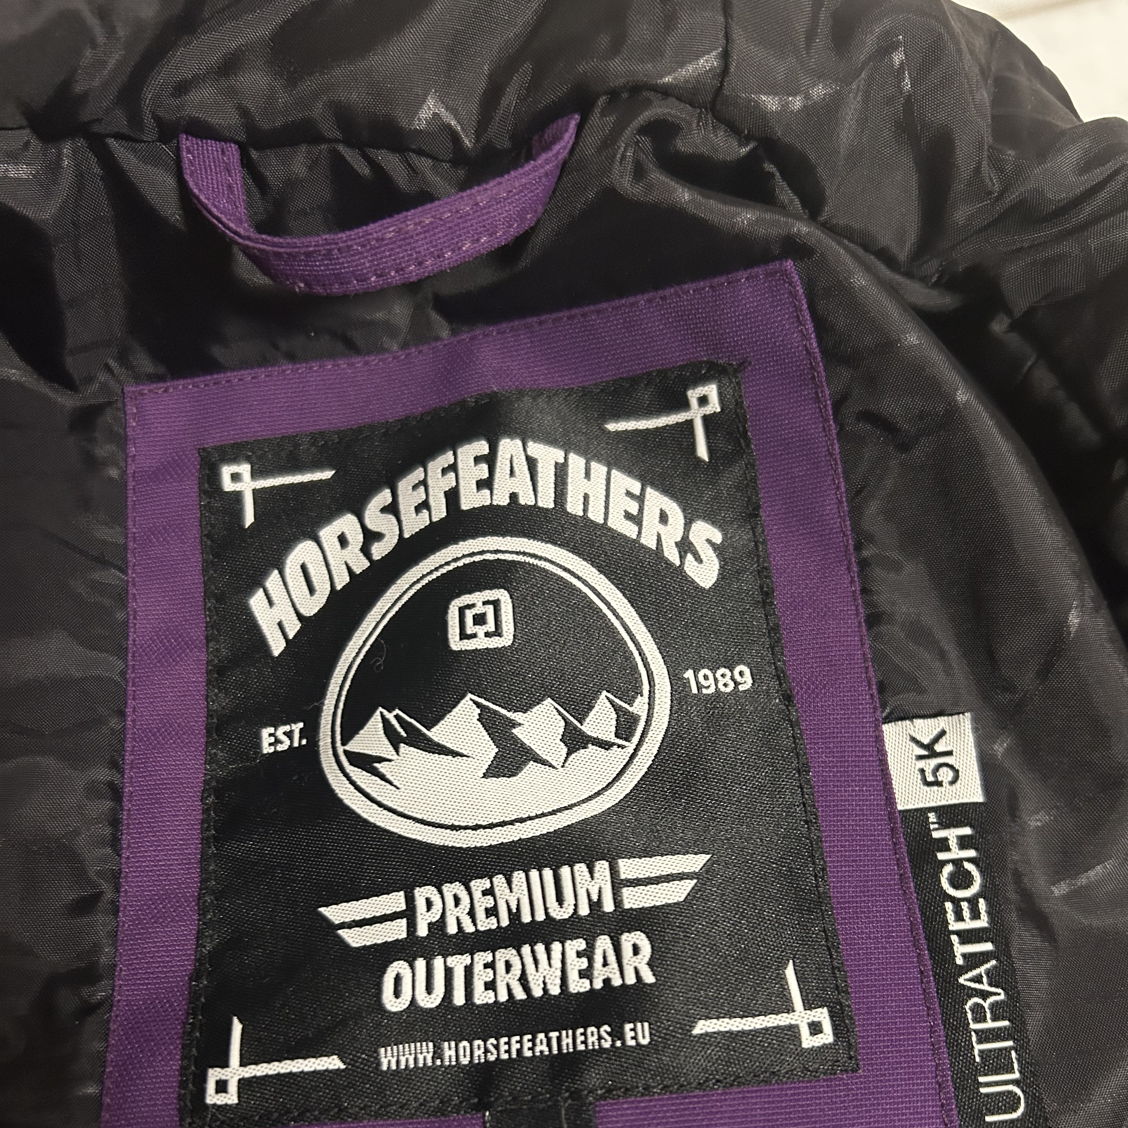 HORSEFEATHERS
EST. 1989
PREMIUM
OUTERWEAR
WWW.HORSEFEATHERS.EU
ULTRATECH™ 5K